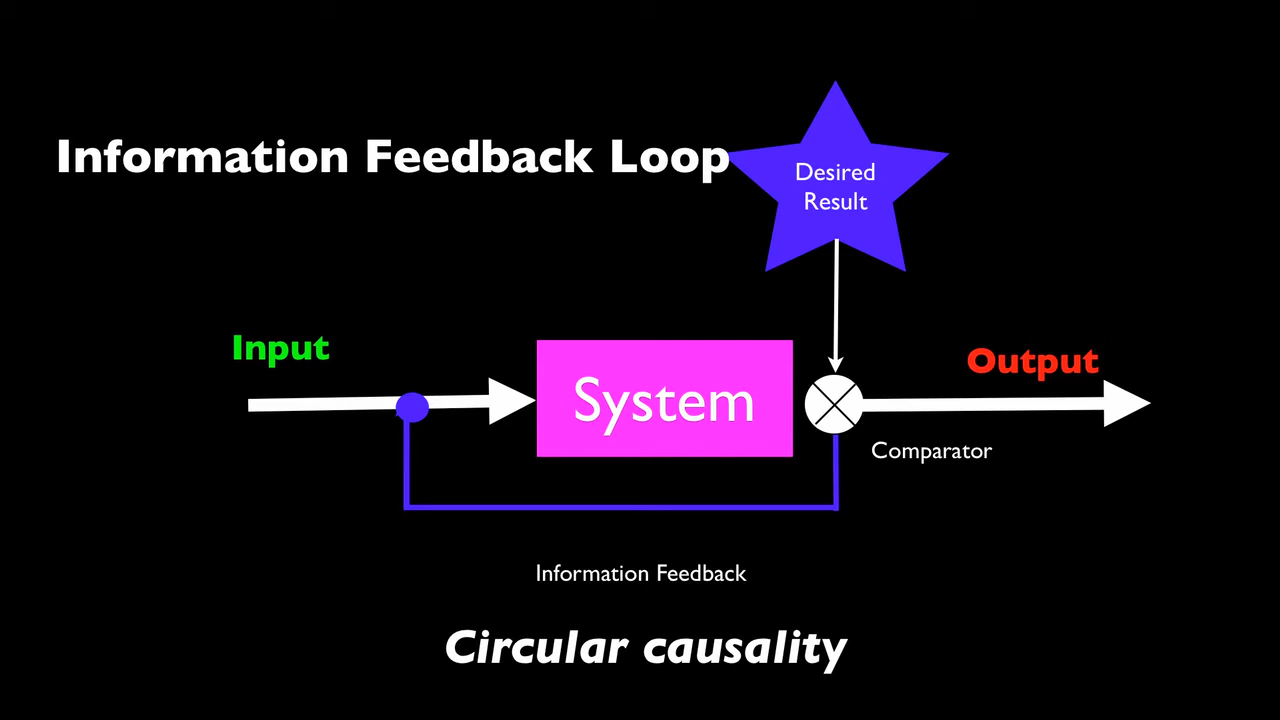 Information Feedback Loop
Desired
Result
Input
System
Output
Comparator
Information Feedback
Circular causality